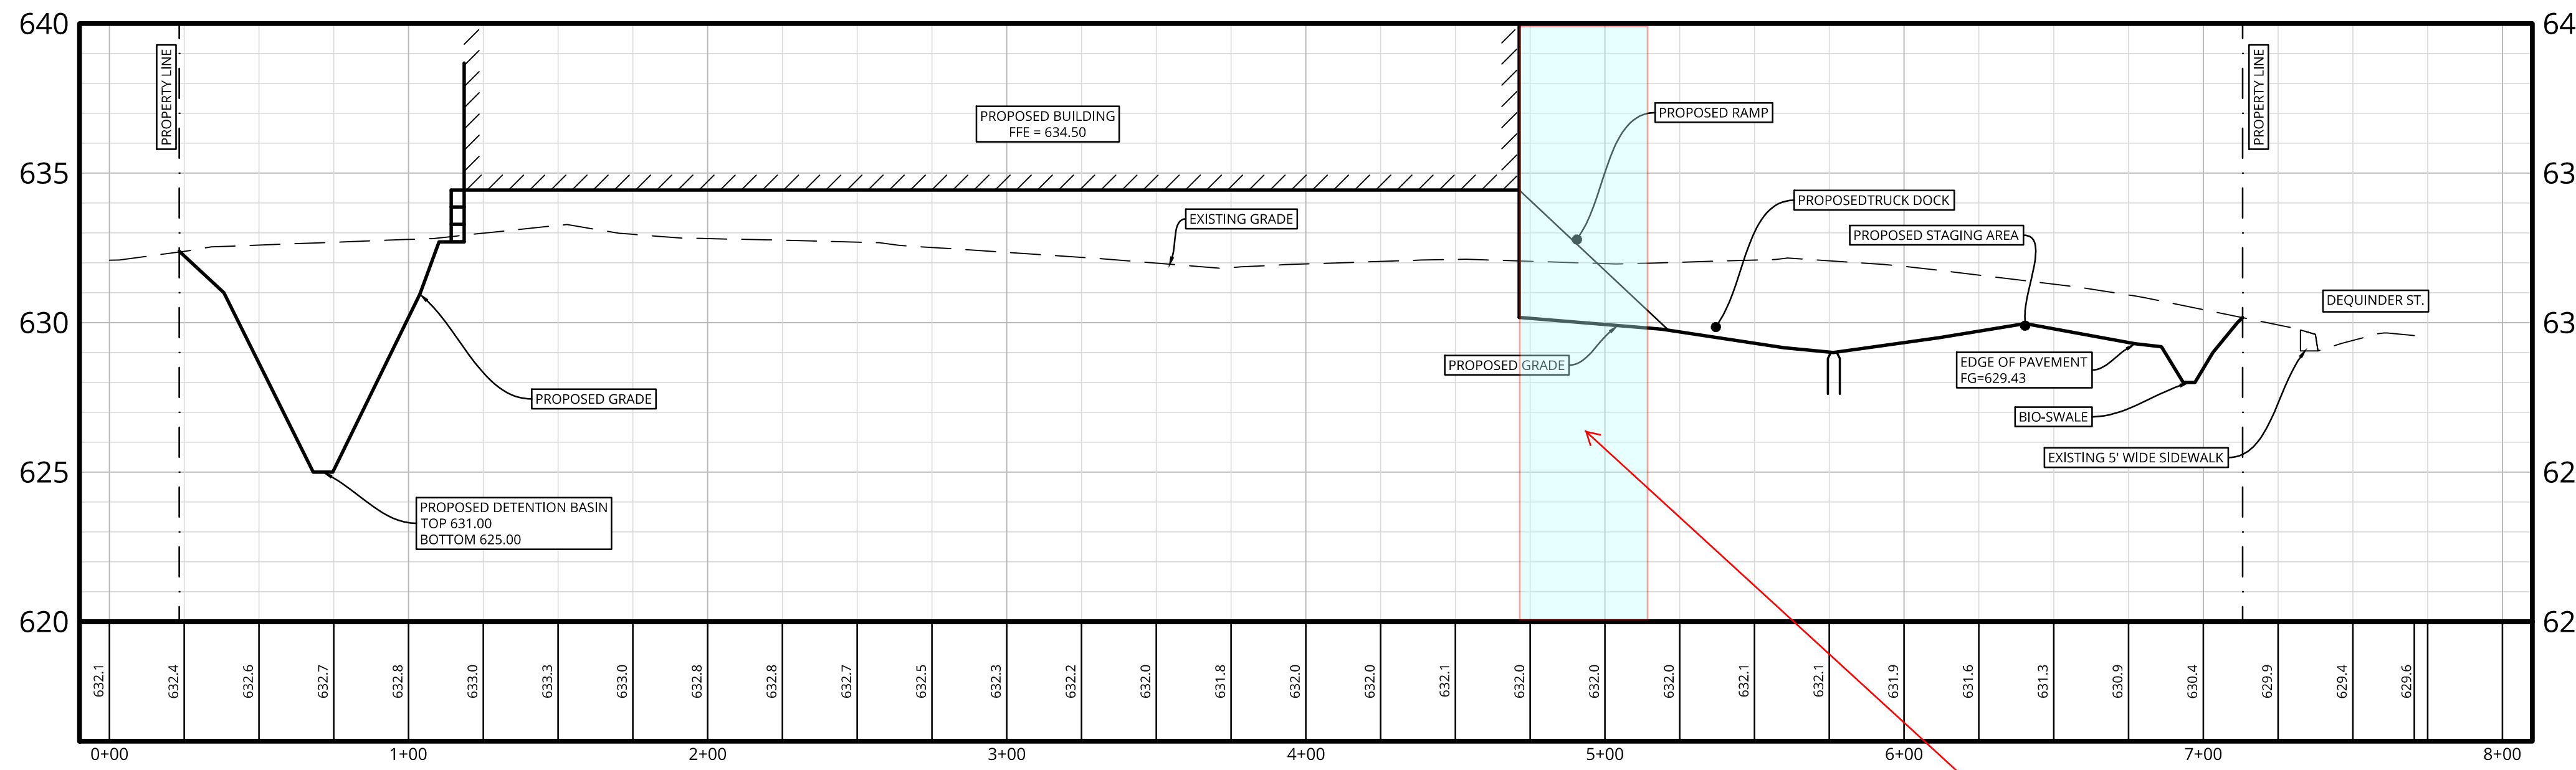 640
64
PROPERTY LINE
PROPERTY LINE
PROPOSED BUILDING
FFE = 634.50
PROPOSED RAMP
635
63
PROPOSEDTRUCK DOCK
EXISTING GRADE
PROPOSED STAGING AREA
DEQUINDER ST.
630
63
PROPOSED GRADE
EDGE OF PAVEMENT
FG=629.43
PROPOSED GRADE
BIO-SWALE
EXISTING 5' WIDE SIDEWALK
625
62
PROPOSED DETENTION BASIN
TOP 631.00
BOTTOM 625.00
620
62
632.1
632.4
632.6
632.7
632.8
633.0
633.3
633.0
632.8
632.8
632.7
632.5
632.3
632.2
632.0
631.8
632.0
632.0
632.1
632.0
632.0
632.0
632.1
632.1
631.9
631.6
631.3
630.9
630.4
629.9
629.4
629.6
0+00
1+00
2+00
3+00
4+00
5+00
6+00
7+00
8+00